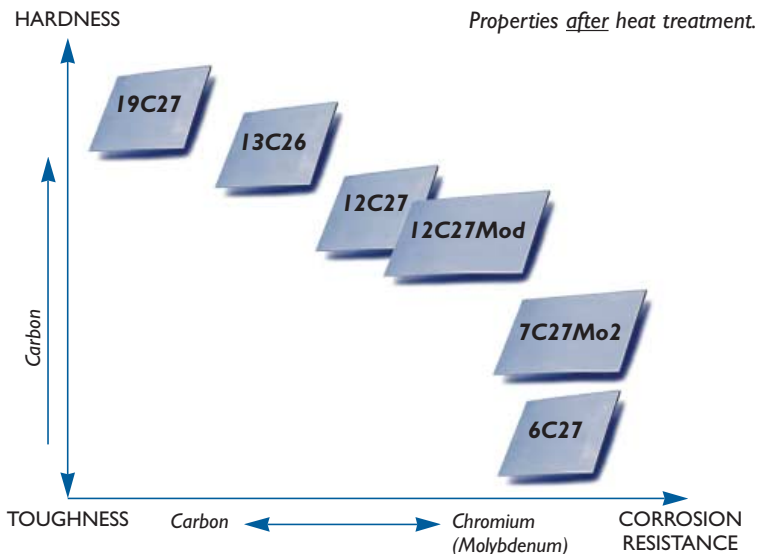 HARDNESS
Properties after heat treatment.
19C27
13C26
12C27
12C27Mod
7C27Mo2
Carbon
6C27
TOUGHNESS
Carbon
Chromium
(Molybdenum)
CORROSION
RESISTANCE